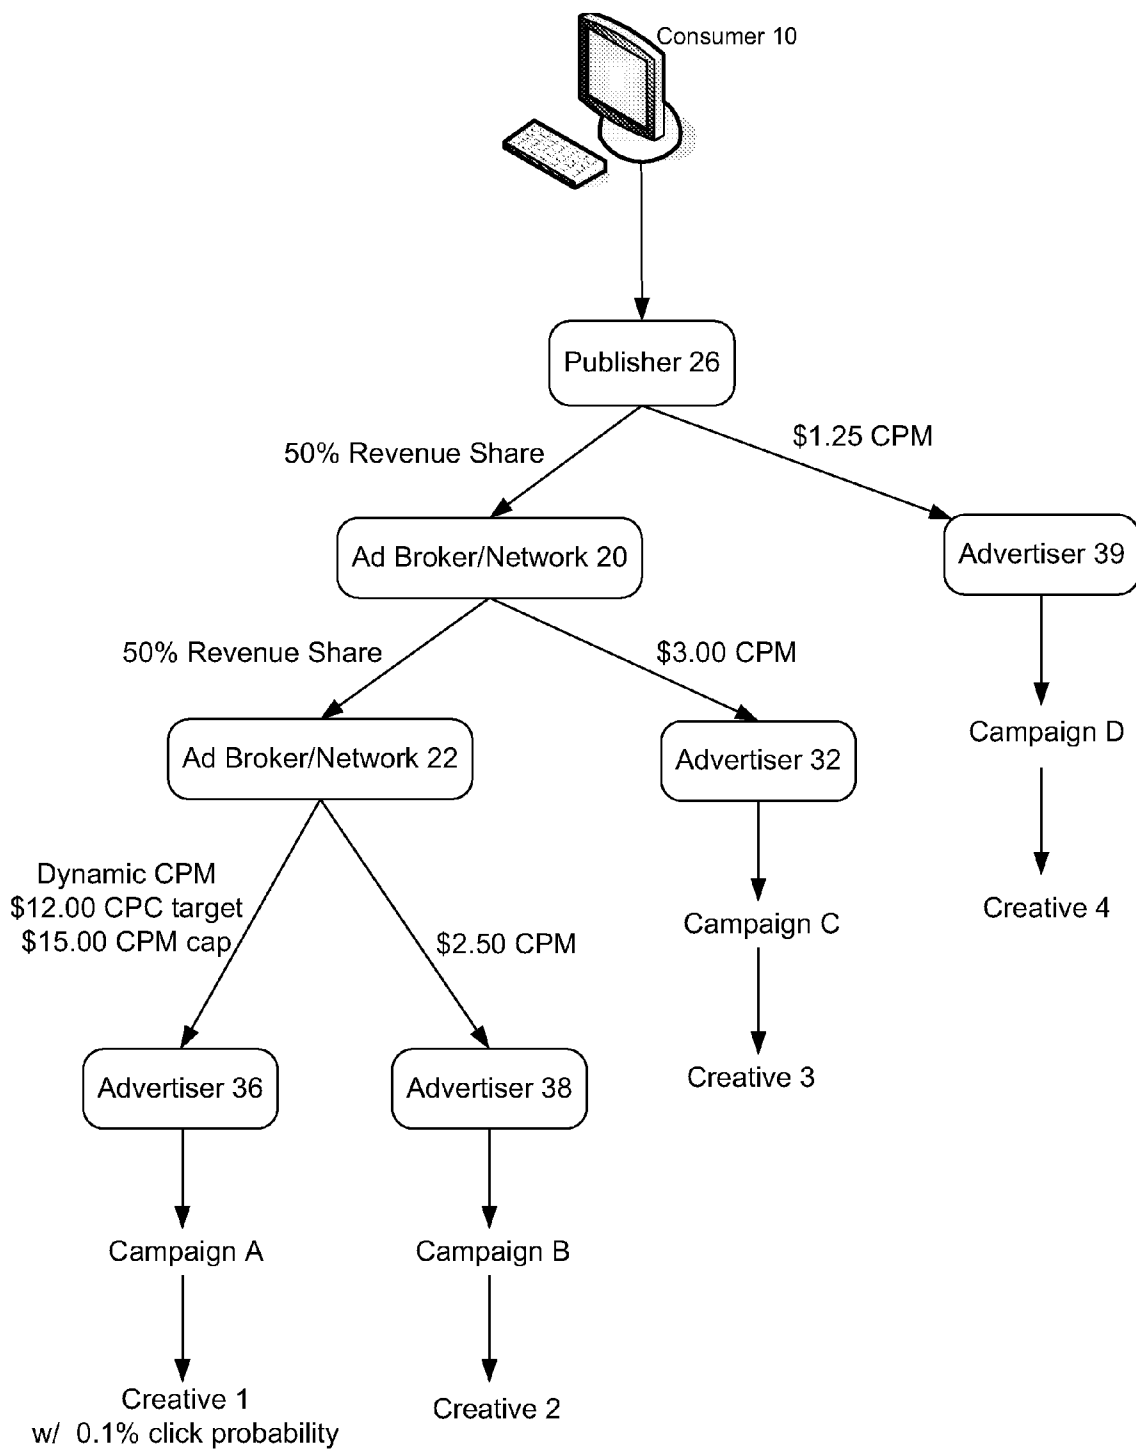 Consumer 10
Publisher 26
$1.25 CPM
50% Revenue Share
Ad Broker/Network 20
Advertiser 39
50% Revenue Share
$3.00 CPM
Campaign D
Ad Broker/Network 22
Advertiser 32
Dynamic CPM
$12.00 CPC target
$15.00 CPM cap
$2.50 CPM
Campaign C
Creative 4
Advertiser 36
Advertiser 38
Creative 3
Campaign A
Campaign B
Creative 1
w/ 0.1% click probability
Creative 2